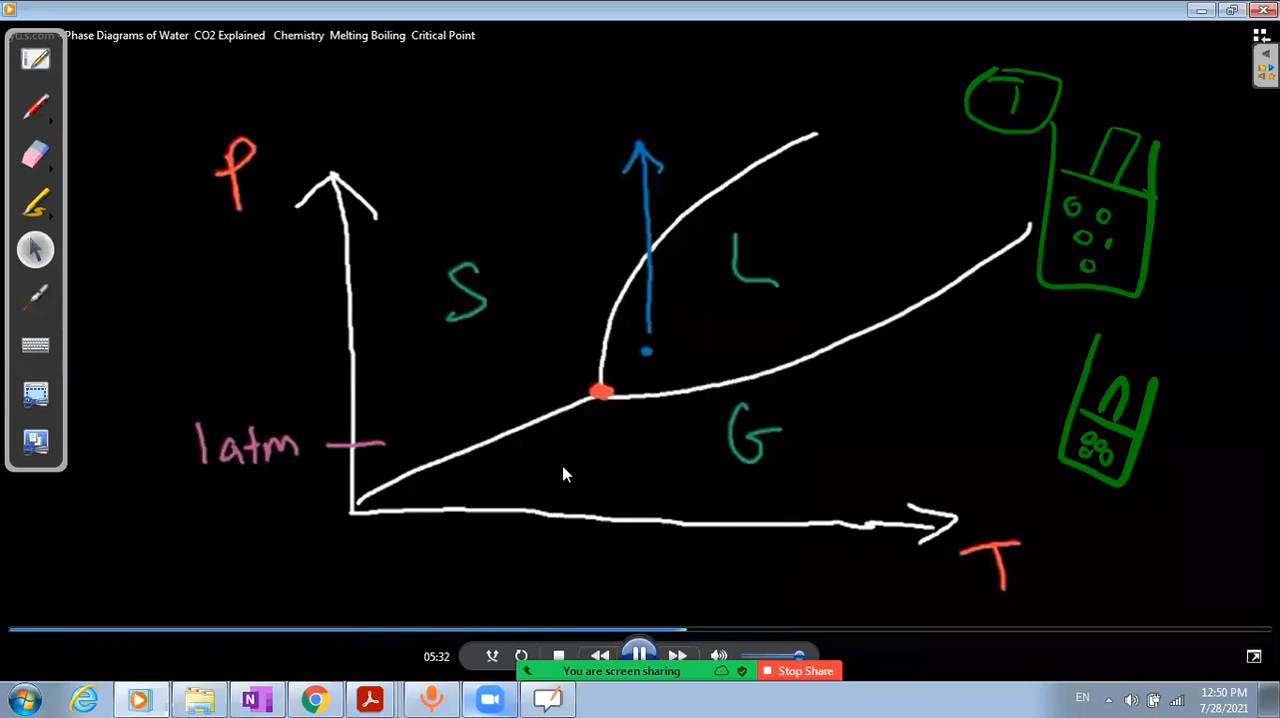 Phase Diagrams of Water CO2 Explained Chemistry Melting Boiling Critical Point
P
T
S
L
1 atm
G
T
05:32
You are screen sharing
Stop Share
EN
12:50 PM
7/28/2021